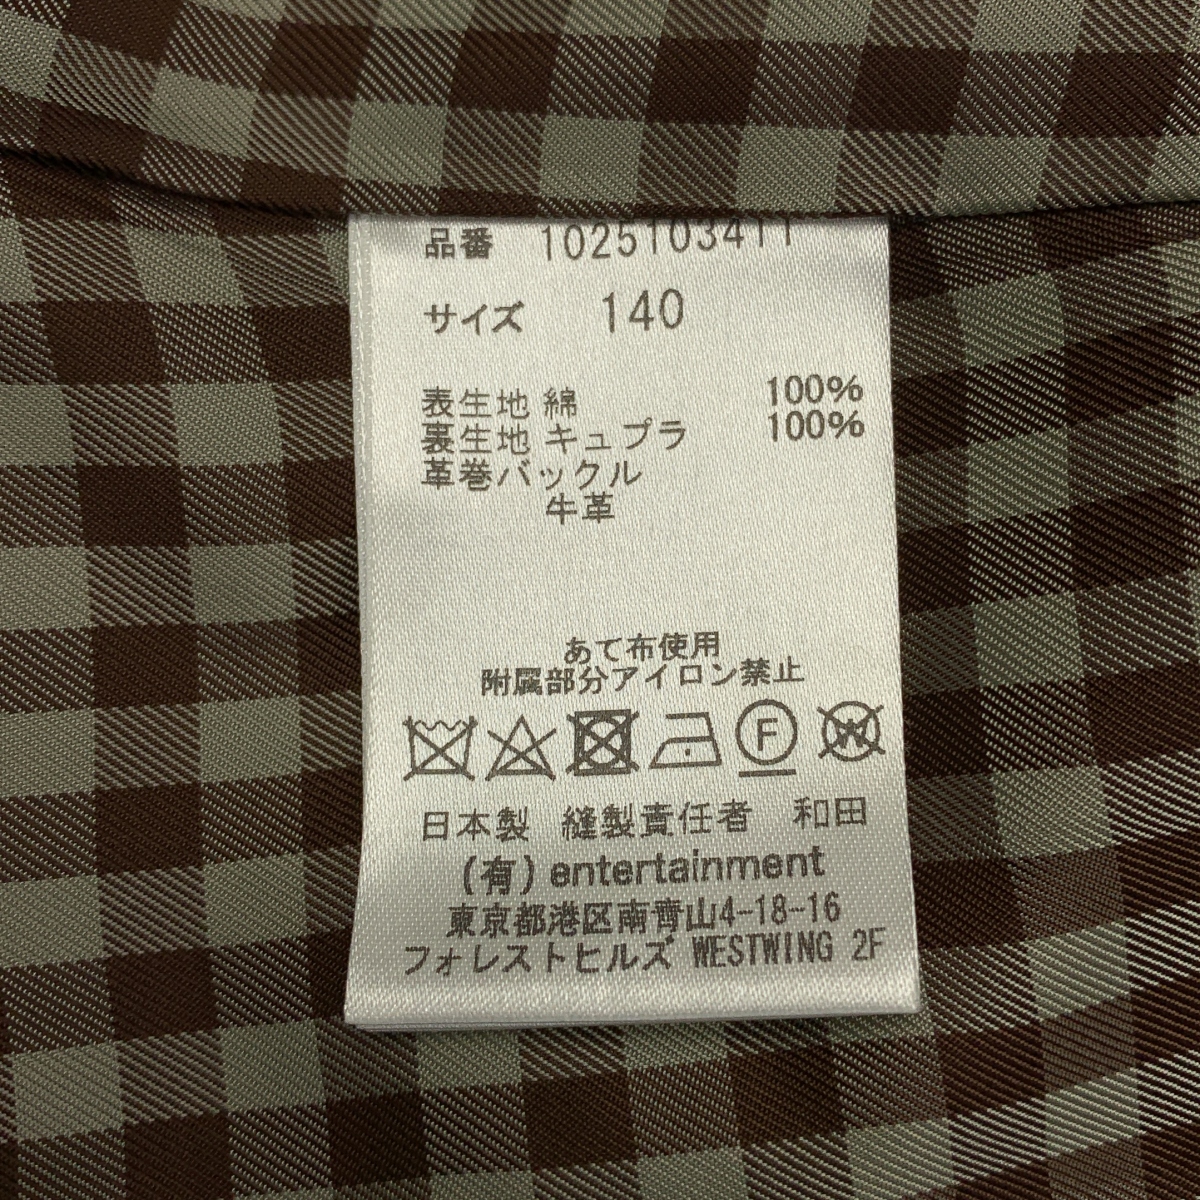 品番 1025103411
サイズ 140
表生地 綿 100%
裏生地 キュプラ 100%
革巻バックル
牛革
あて布使用
附属部分アイロン禁止
F W
日本製 縫製責任者 和田
(有) entertainment
東京都港区南青山4-18-16
フォレストヒルズ WESTWING 2F